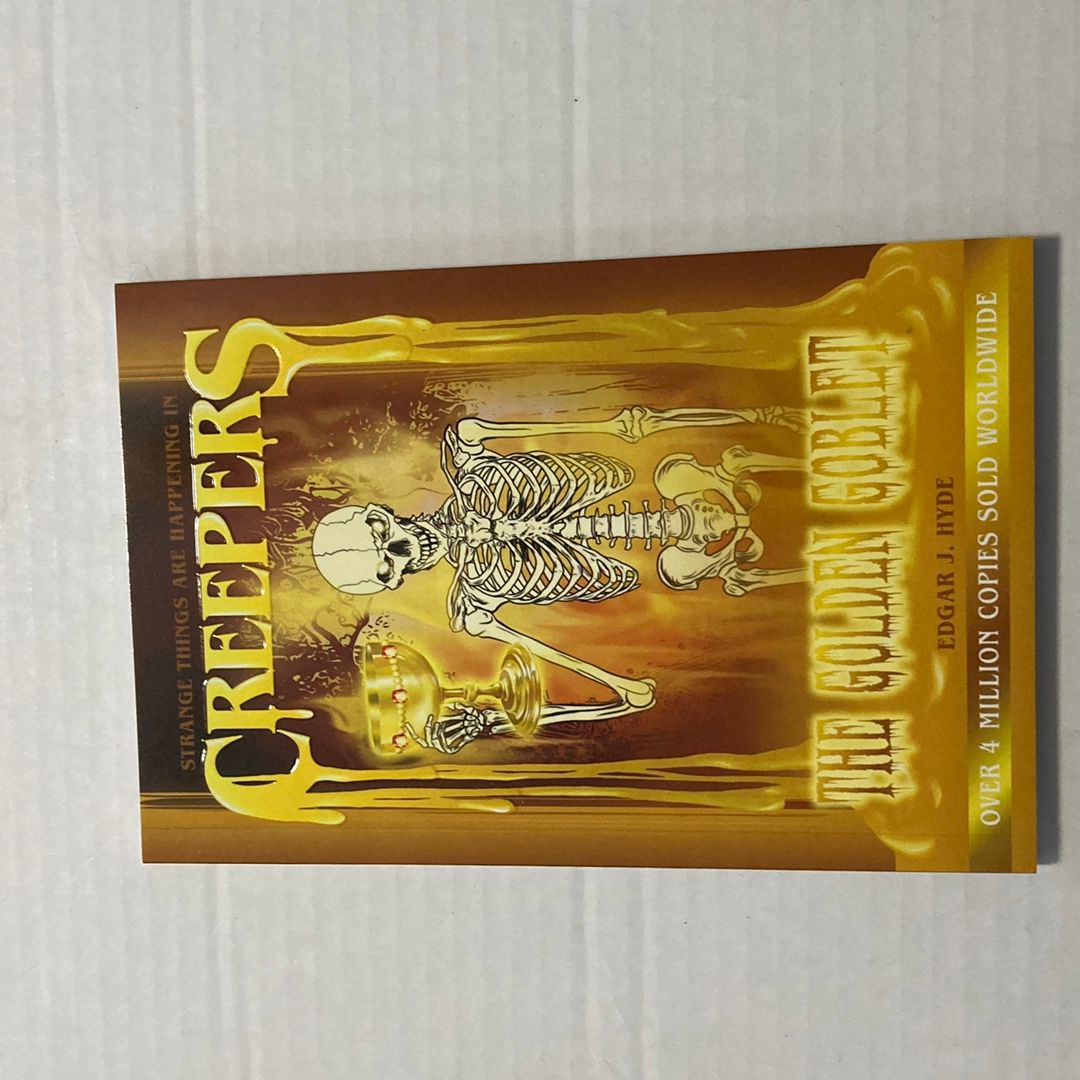 STRANGE THINGS ARE HAPPENING IN
CREEPERS
THE GOLDEN GOBLET
EDGAR J. HYDE
OVER 4 MILLION COPIES SOLD WORLDWIDE